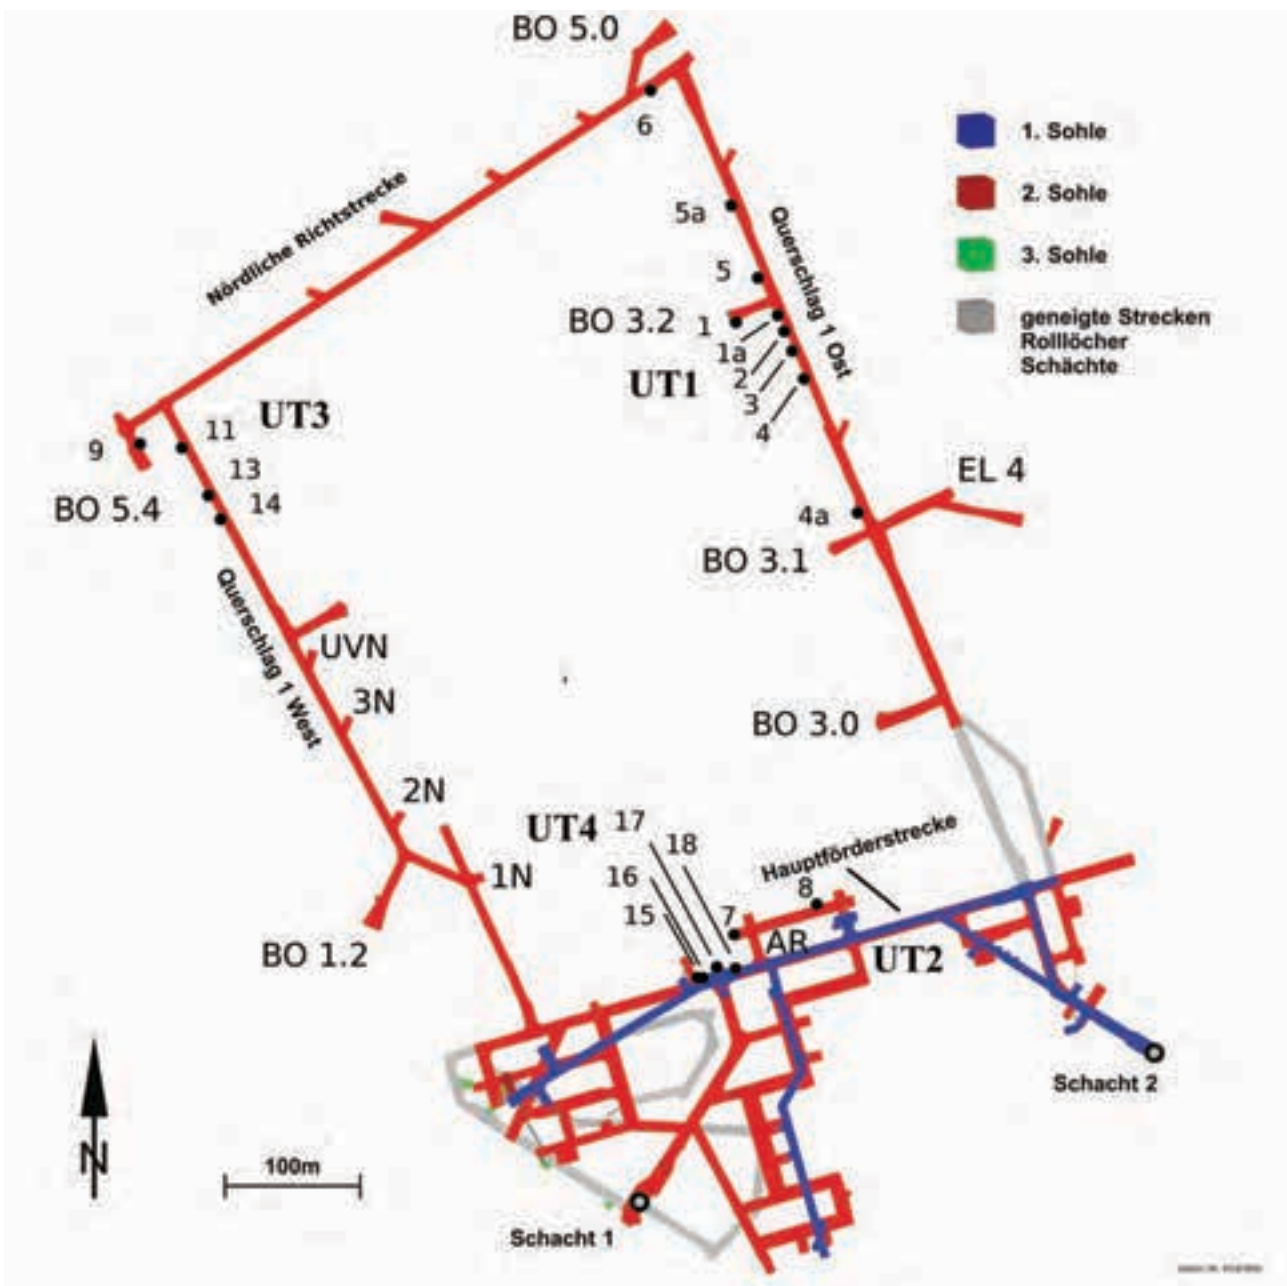 BO 5.0
6
1. Sohle
2. Sohle
3. Sohle
geneigte Strecken
Rolllöcher
Schächte
Nördliche Richtstrecke
5a
Querschlag 1 Ost
5
BO 3.2
1
1a
UT1
2
3
4
UT3
11
9
13
14
BO 5.4
EL 4
4a
BO 3.1
Querschlag 1 West
UVN
3N
BO 3.0
2N
UT4
17
18
Hauptförderstrecke
1N
16
8
15
7
BO 1.2
AR
UT2
N
100m
Schacht 2
Schacht 1